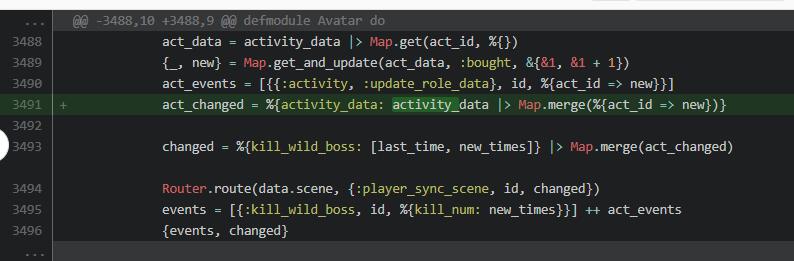 ... @@ -3488,10 +3488,9 @@ defmodule Avatar do
3488 act_data = activity_data |> Map.get(act_id, %{})
3489 {_, new} = Map.get_and_update(act_data, :bought, &{&1, &1 + 1})
3490 act_events = [{{:activity, :update_role_data}, id, %{act_id => new}}]
3491 + act_changed = %{activity_data: activity_data |> Map.merge(%{act_id => new})}
3492
3493 changed = %{kill_wild_boss: [last_time, new_times]} |> Map.merge(act_changed)
3494 Router.route(data.scene, {:player_sync_scene, id, changed})
3495 events = [{:kill_wild_boss, id, %{kill_num: new_times}}] ++ act_events
3496 {events, changed}
...